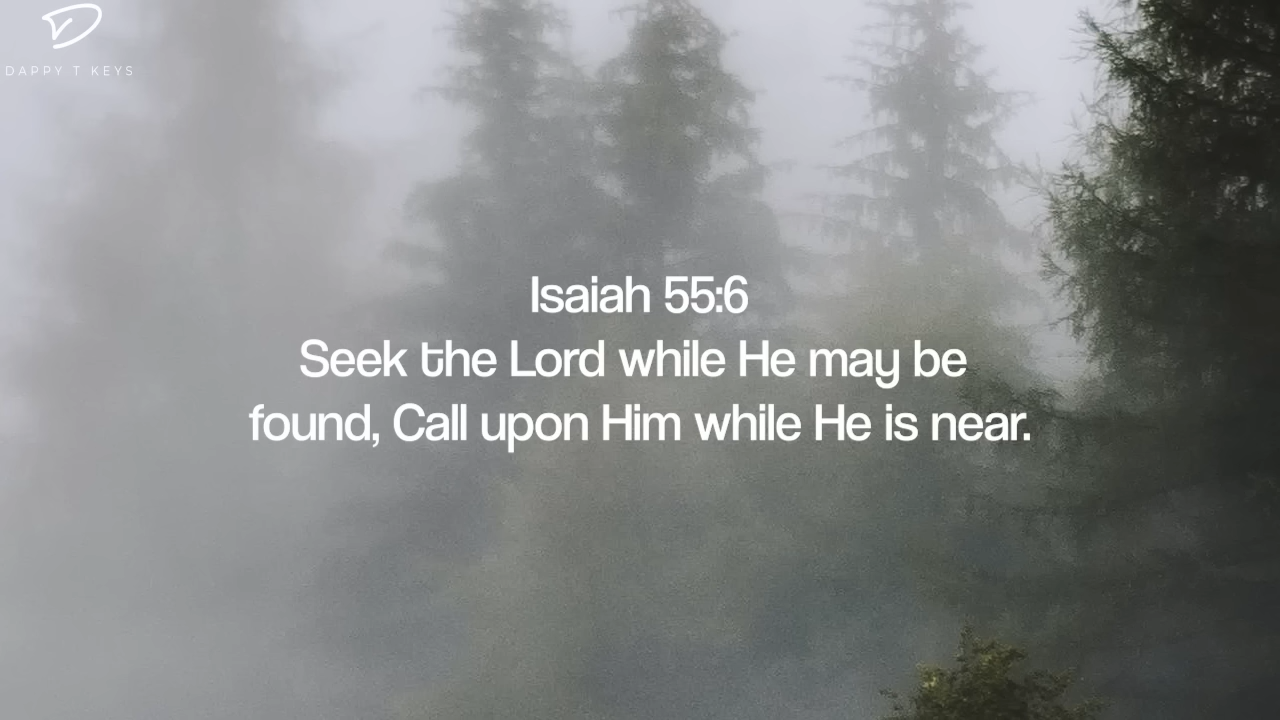 DAPPY T KEYS
Isaiah 55:6
Seek the Lord while He may be
found, Call upon Him while He is near.